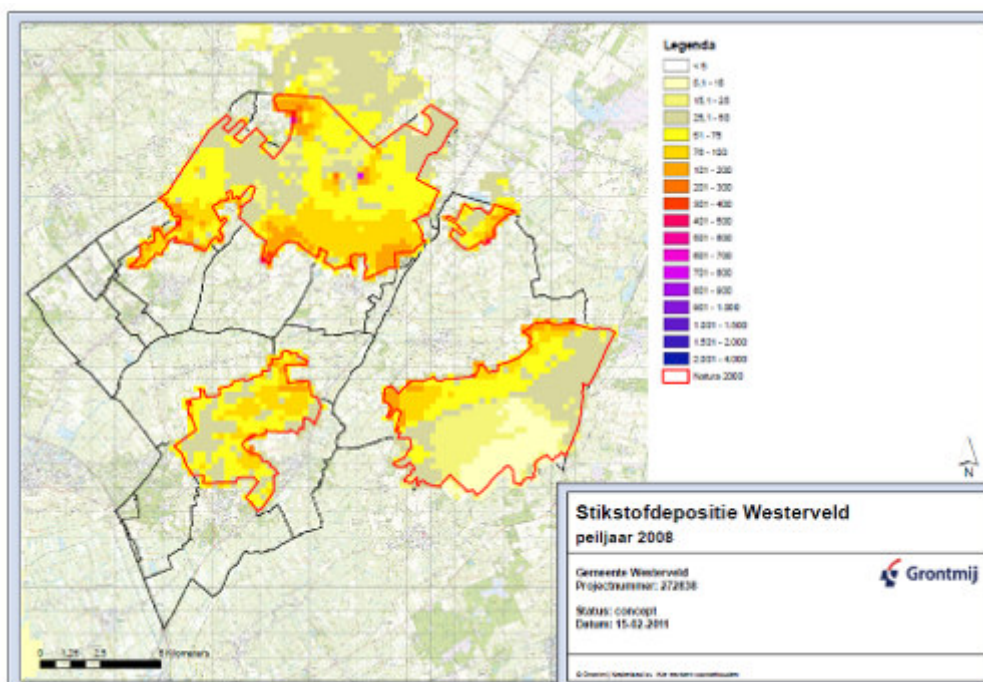 Legenda
< 5
5,1 - 15
15,1 - 25
25,1 - 50
51 - 75
76 - 100
101 - 200
201 - 300
301 - 400
401 - 500
501 - 600
601 - 700
701 - 800
801 - 900
901 - 1.000
1.001 - 1.500
1.501 - 2.000
2.001 - 4.000
Natura 2000
N
Stikstofdepositie Westerveld
peiljaar 2008
Gemeente Westerveld
Projectnummer: 272838
Grontmij
Status: concept
Datum: 15-02-2011
0 1,25 2,5 5 Kilometers